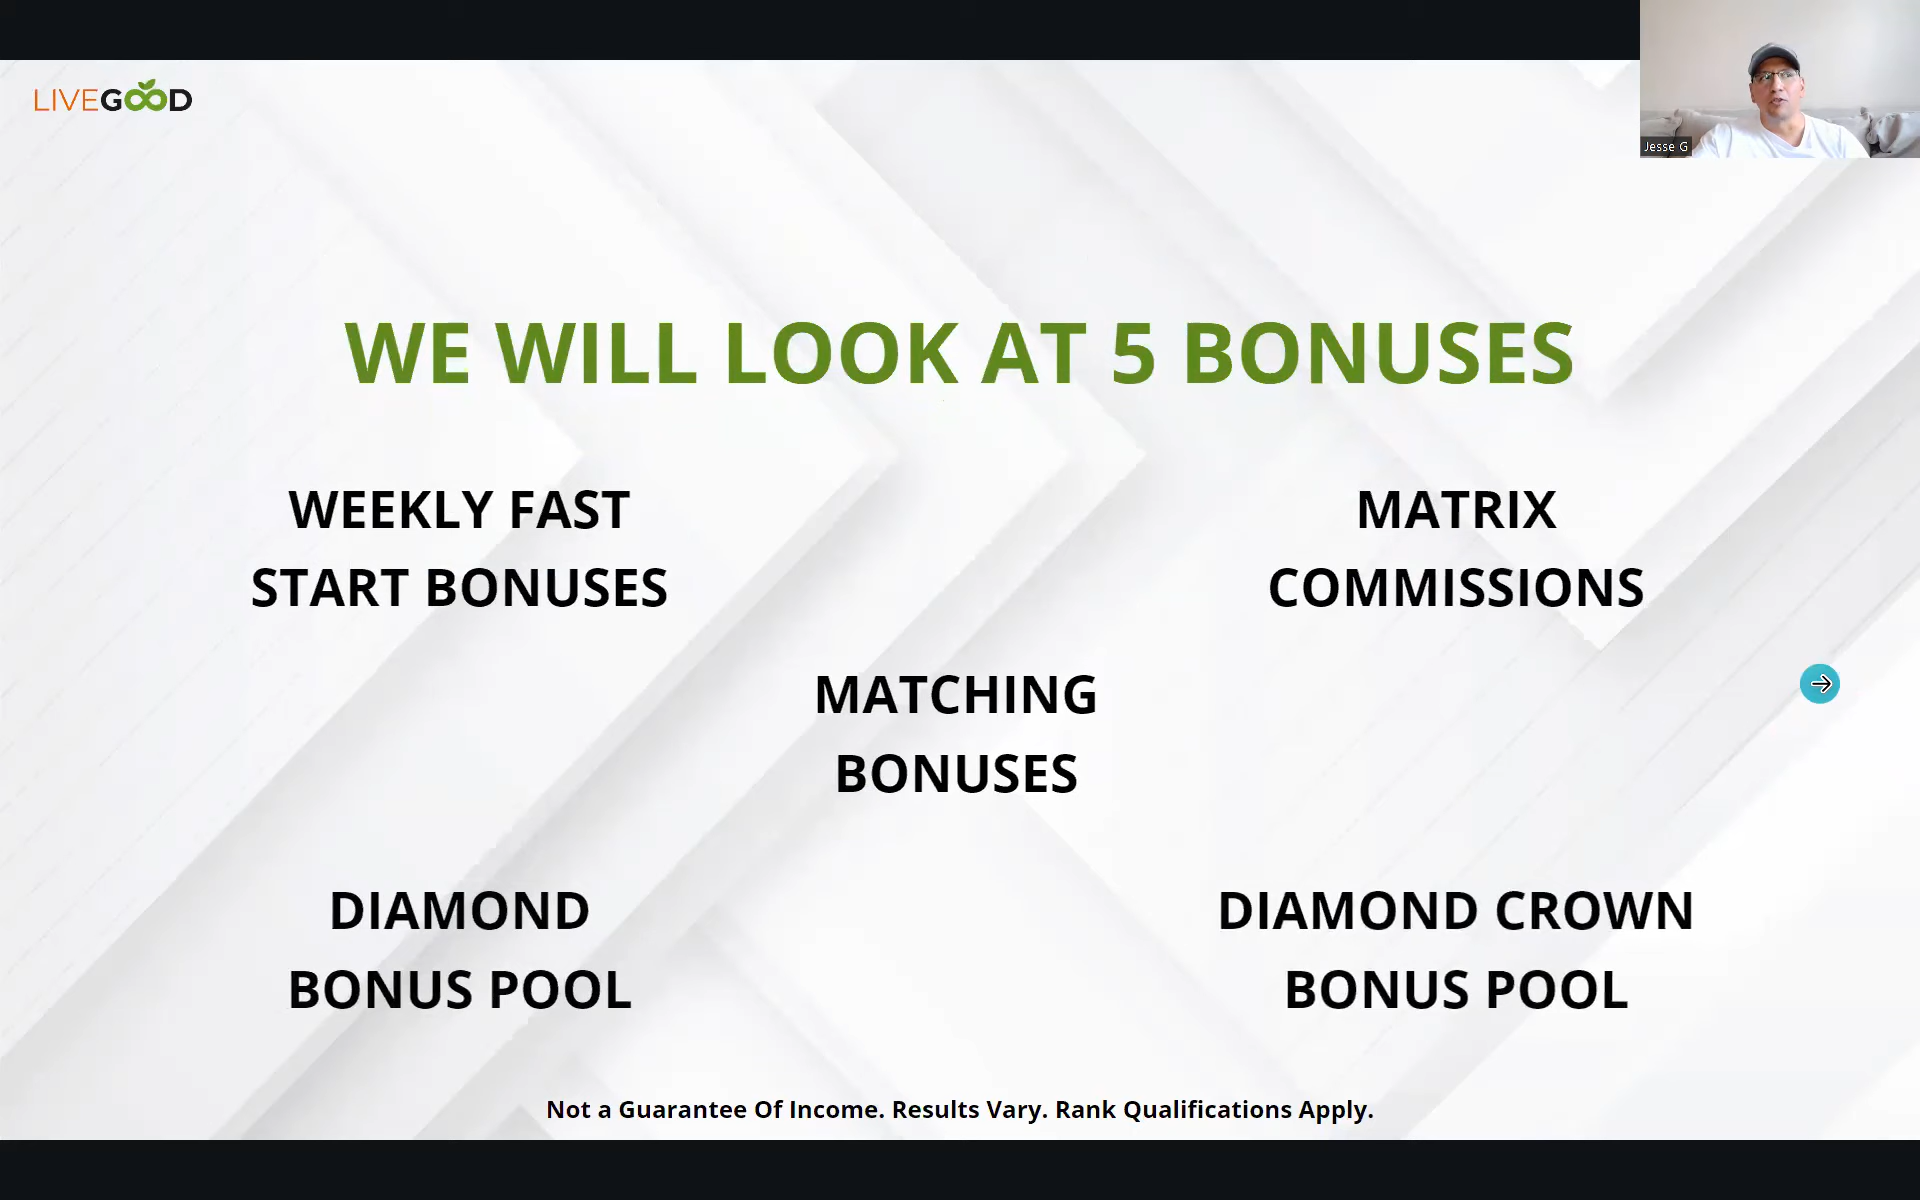 LIVEGOOD
Jesse G
WE WILL LOOK AT 5 BONUSES
WEEKLY FAST
START BONUSES
MATRIX
COMMISSIONS
MATCHING
BONUSES
DIAMOND
BONUS POOL
DIAMOND CROWN
BONUS POOL
Not a Guarantee Of Income. Results Vary. Rank Qualifications Apply.